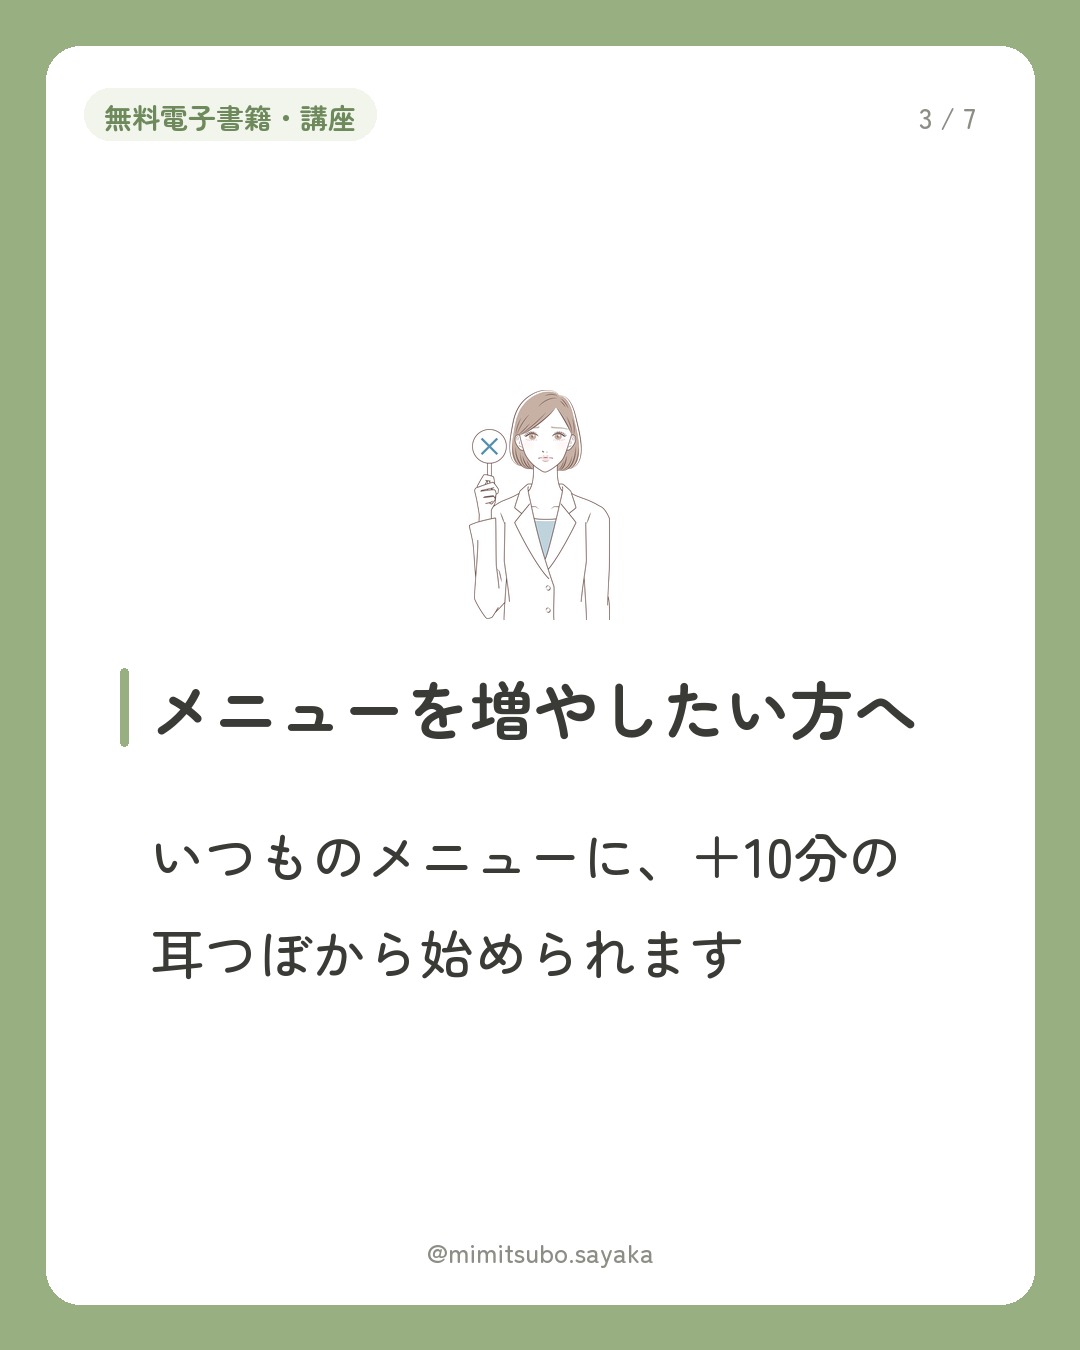 無料電子書籍・講座
3 / 7
メニューを増やしたい方へ
いつものメニューに、＋10分の
耳つぼから始められます
@mimitsubo.sayaka